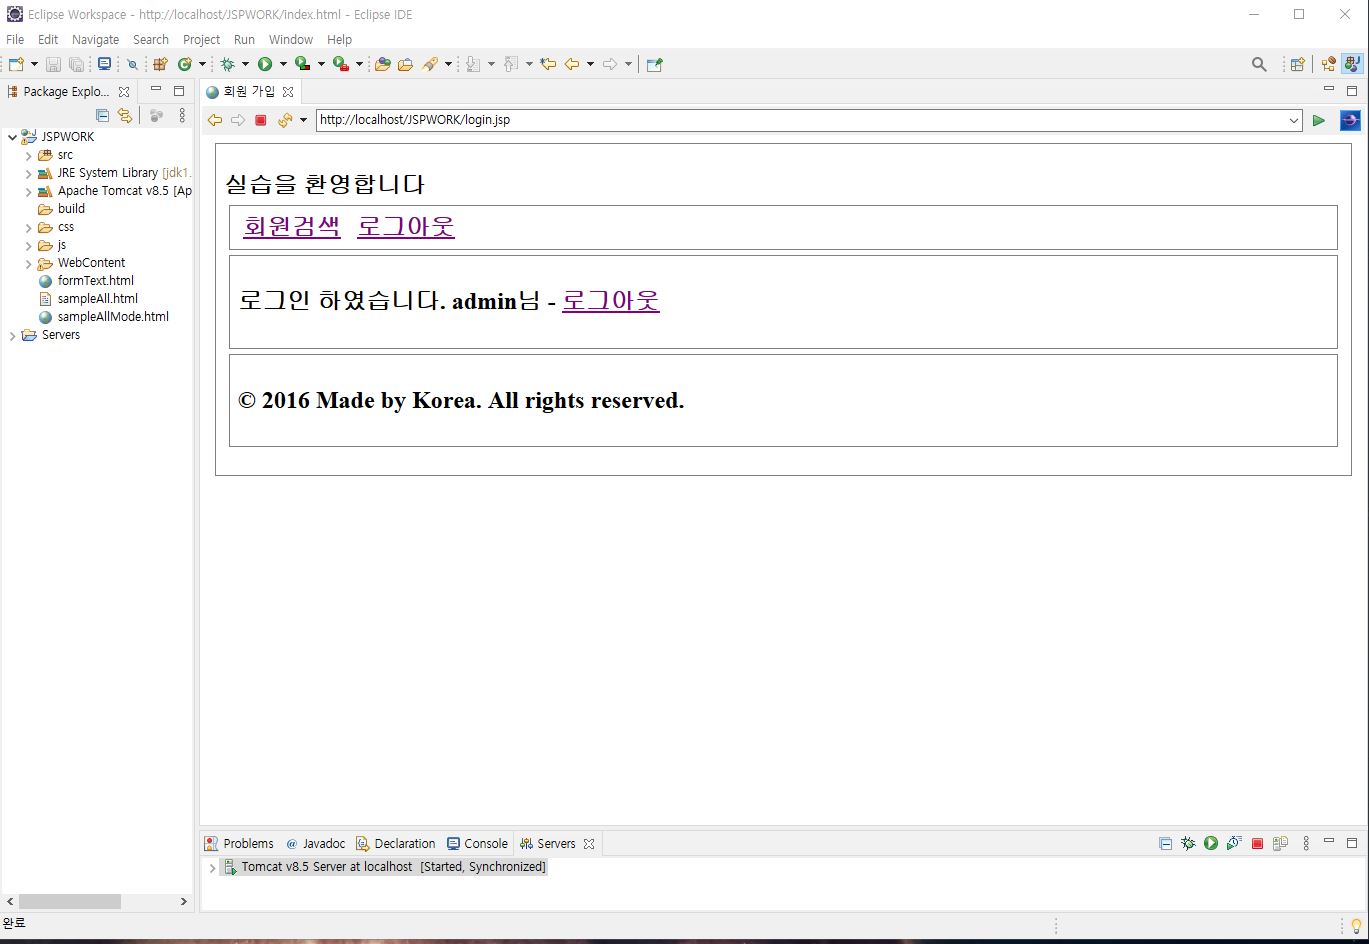 Eclipse Workspace - http://localhost/JSPWORK/index.html - Eclipse IDE
File Edit Navigate Search Project Run Window Help
Package Explo...
회원 가입
http://localhost/JSPWORK/login.jsp
JSPWORK
src
JRE System Library [jdk1.
Apache Tomcat v8.5 [Ap
build
css
js
WebContent
formText.html
sampleAll.html
sampleAllMode.html
Servers
실습을 환영합니다
회원검색 로그아웃
로그인 하였습니다. admin님 - 로그아웃
© 2016 Made by Korea. All rights reserved.
Problems @ Javadoc Declaration Console Servers
Tomcat v8.5 Server at localhost [Started, Synchronized]
완료